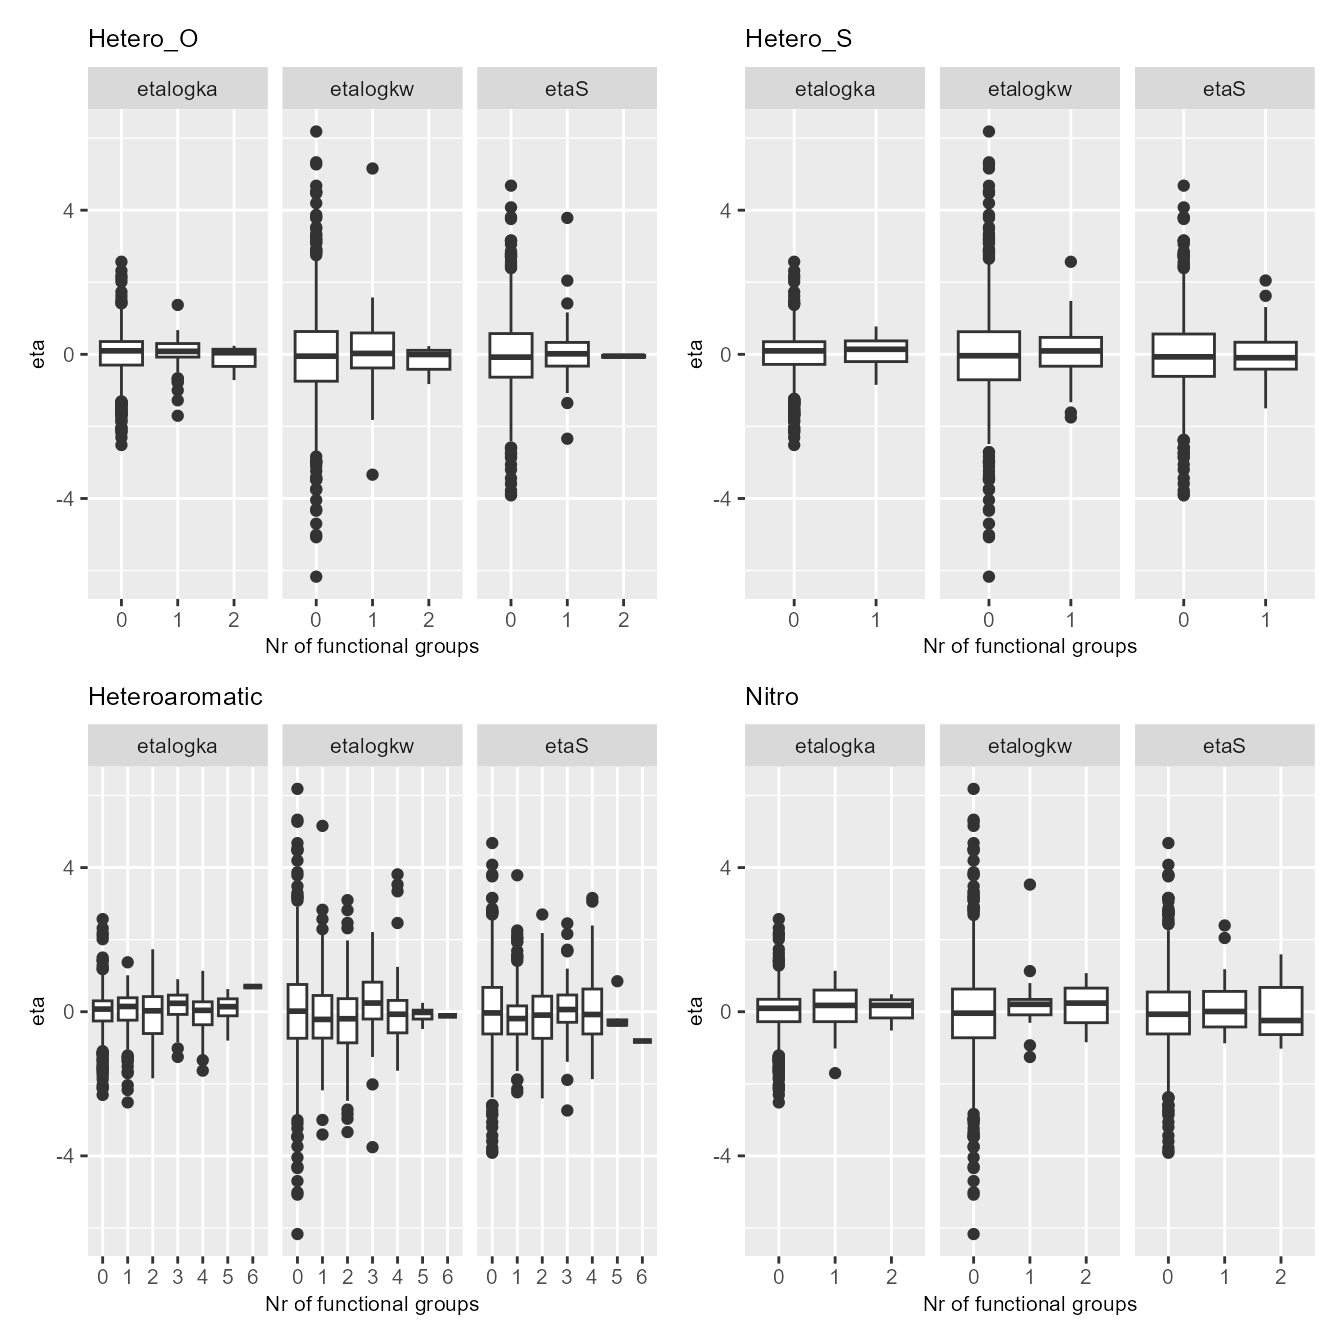 Hetero_O
etalogka etalogkw etaS
4
0
-4
eta
0 1 2 0 1 2 0 1 2
Nr of functional groups
Hetero_S
etalogka etalogkw etaS
4
0
-4
eta
0 1 0 1 0 1
Nr of functional groups
Heteroaromatic
etalogka etalogkw etaS
4
0
-4
eta
0 1 2 3 4 5 6 0 1 2 3 4 5 6 0 1 2 3 4 5 6
Nr of functional groups
Nitro
etalogka etalogkw etaS
4
0
-4
eta
0 1 2 0 1 2 0 1 2
Nr of functional groups